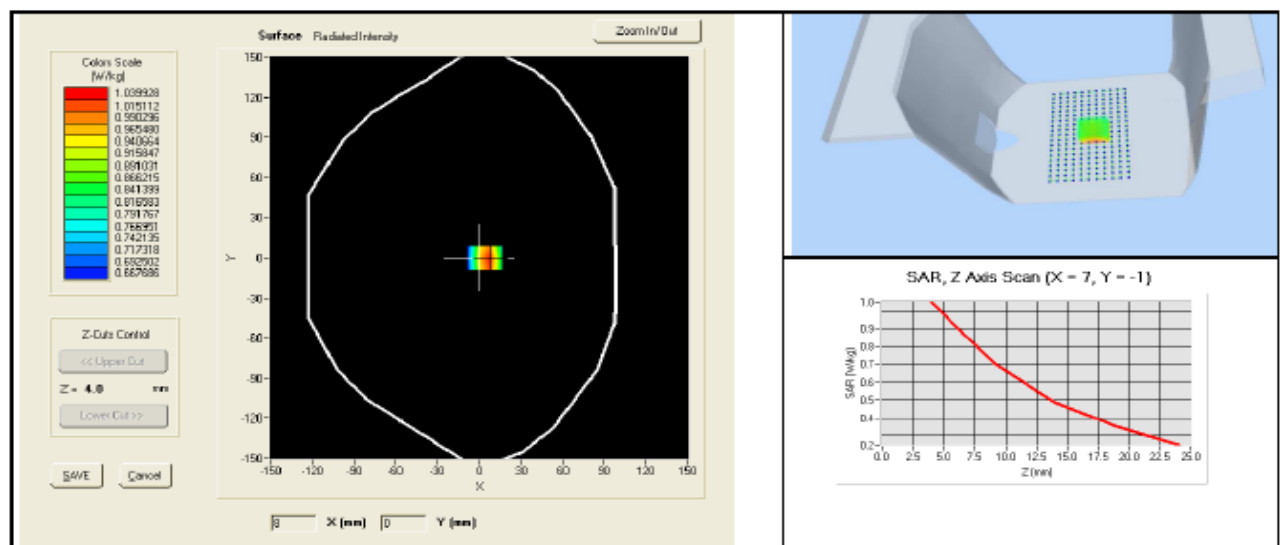 Surface Radiated Intensity
Zoom In/Out
Colors Scale
(W/kg)
1.039928
1.015112
0.990296
0.965480
0.940664
0.915847
0.891031
0.866215
0.841399
0.816583
0.791767
0.766951
0.742135
0.717318
0.692502
0.667686
150
120
90
60
30
0
-30
-60
-90
-120
-150
Y
-150 -120 -90 -60 -30 0 30 60 90 120 150
X
Z-Cuts Control
<< Upper Cut
Z = 4.0 mm
Lower Cut >>
SAVE Cancel
8 X (mm) 0 Y (mm)
SAR, Z Axis Scan (X = 7, Y = -1)
SAR (W/kg)
1.0
0.9
0.8
0.7
0.6
0.5
0.4
0.2
0.0 2.5 5.0 7.5 10.0 12.5 15.0 17.5 20.0 22.5 25.0
Z (mm)